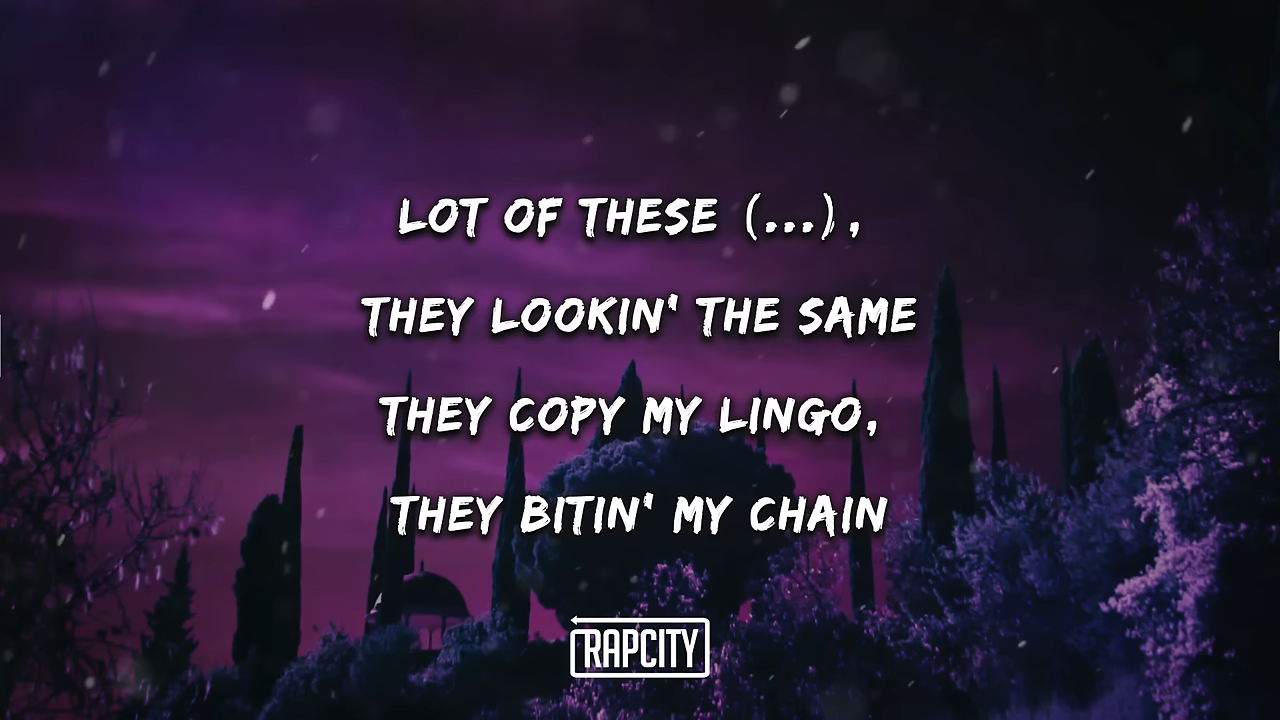 LOT OF THESE (...),
THEY LOOKIN' THE SAME
THEY COPY MY LINGO,
THEY BITIN' MY CHAIN
RAPCITY